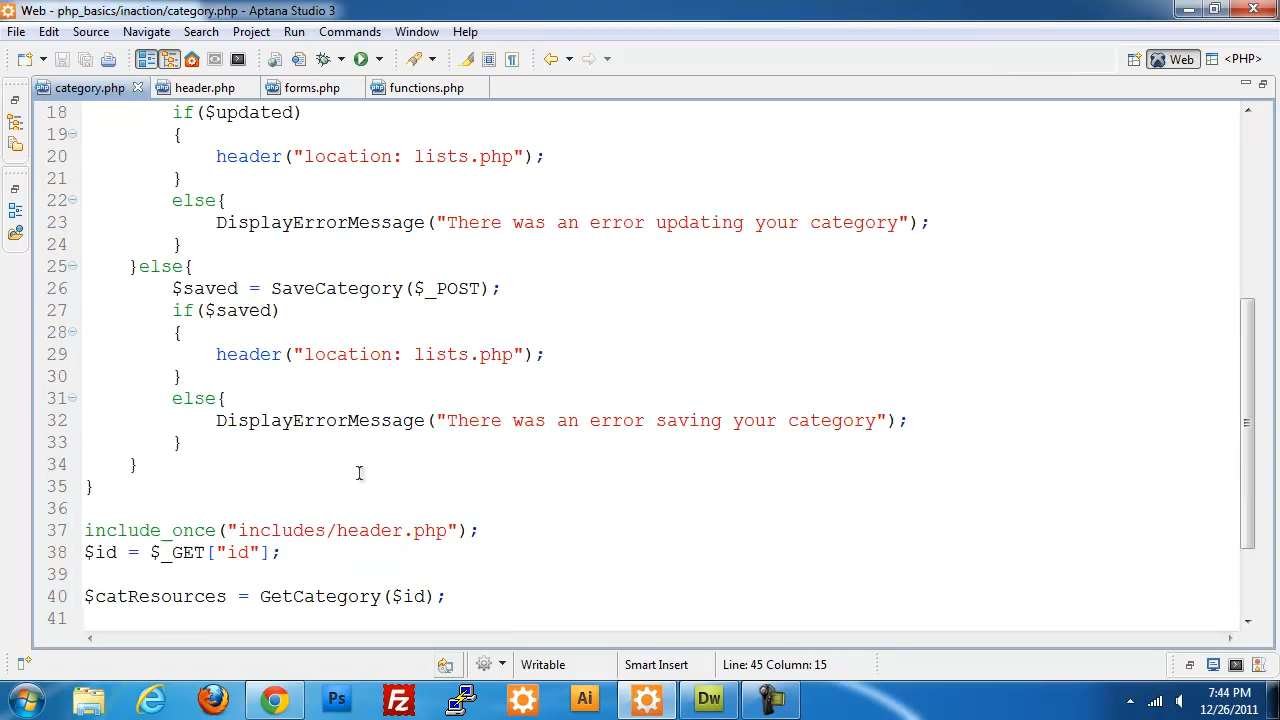 Web - php_basics/inaction/category.php - Aptana Studio 3
File Edit Source Navigate Search Project Run Commands Window Help
Web <PHP>
category.php header.php forms.php functions.php
18 if($updated)
19 {
20 header("location: lists.php");
21 }
22 else{
23 DisplayErrorMessage("There was an error updating your category");
24 }
25 }else{
26 $saved = SaveCategory($_POST);
27 if($saved)
28 {
29 header("location: lists.php");
30 }
31 else{
32 DisplayErrorMessage("There was an error saving your category");
33 }
34 }
35 }
36
37 include_once("includes/header.php");
38 $id = $_GET["id"];
39
40 $catResources = GetCategory($id);
41
Writable Smart Insert Line: 45 Column: 15
Ps Fz Ai Dw
7:44 PM
12/26/2011